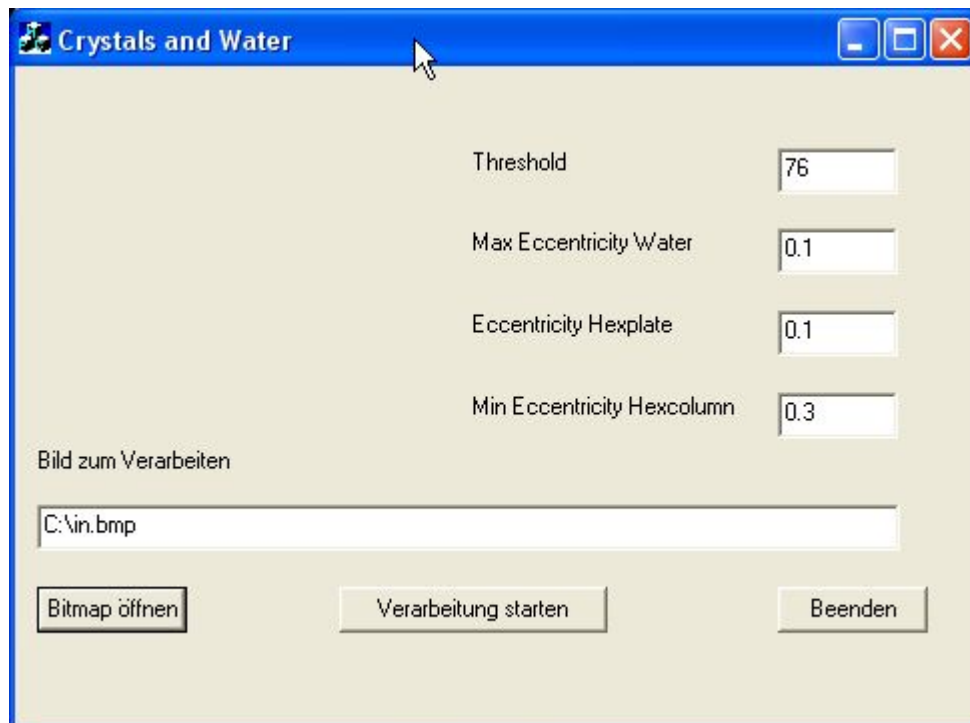 Crystals and Water
Threshold 76
Max Eccentricity Water 0.1
Eccentricity Hexplate 0.1
Min Eccentricity Hexcolumn 0.3
Bild zum Verarbeiten
C:\in.bmp
Bitmap öffnen Verarbeitung starten Beenden